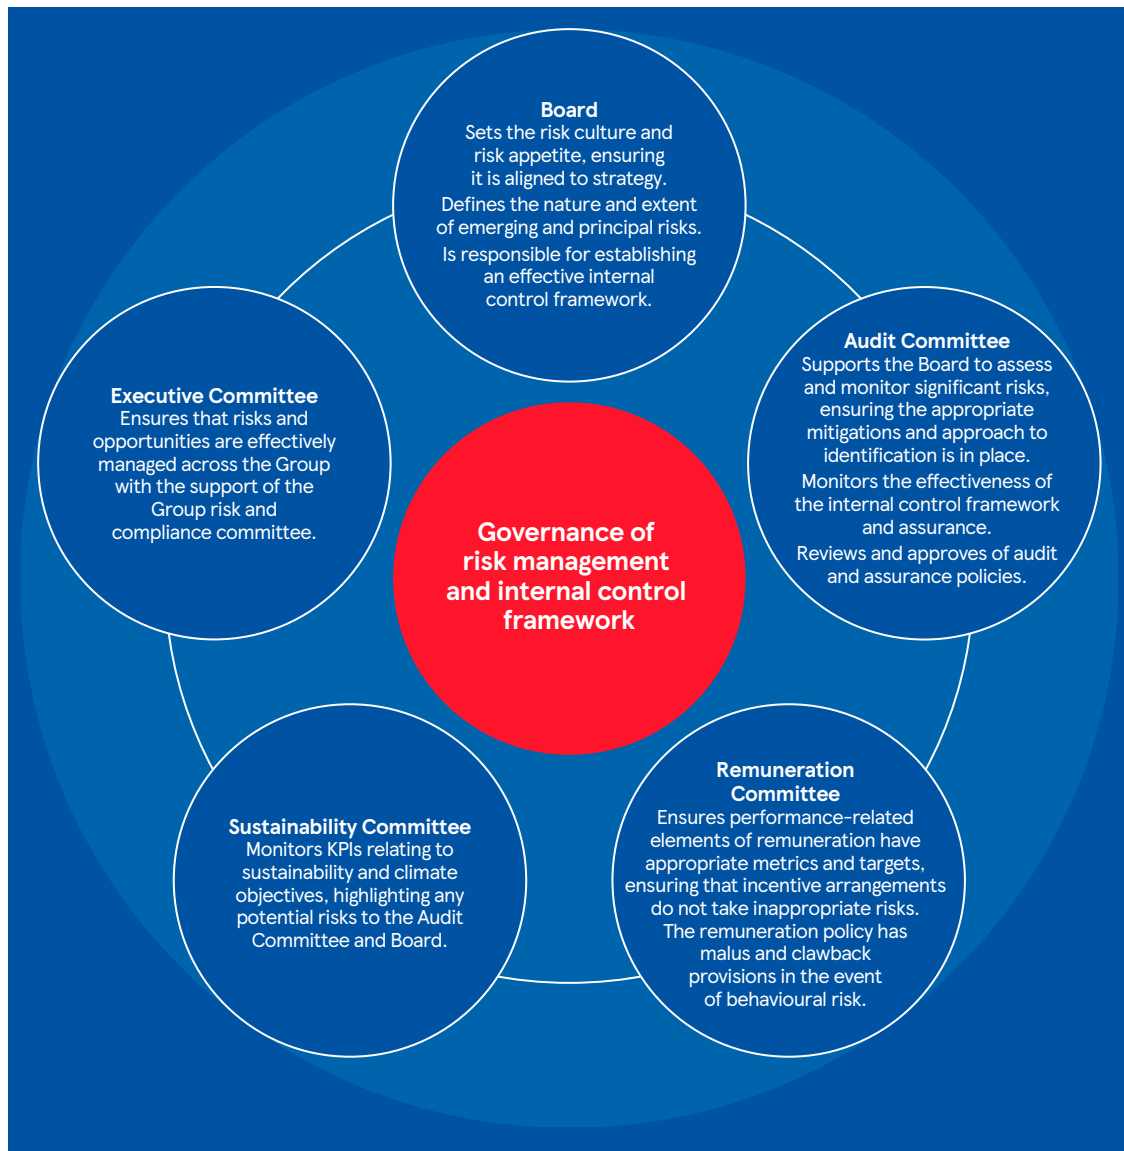 Board
Sets the risk culture and
risk appetite, ensuring
it is aligned to strategy.
Defines the nature and extent
of emerging and principal risks.
Is responsible for establishing
an effective internal
control framework.
Audit Committee
Supports the Board to assess
and monitor significant risks,
ensuring the appropriate
mitigations and approach to
identification is in place.
Monitors the effectiveness of
the internal control framework
and assurance.
Reviews and approves of audit
and assurance policies.
Executive Committee
Ensures that risks and
opportunities are effectively
managed across the Group
with the support of the
Group risk and
compliance committee.
Governance of
risk management
and internal control
framework
Remuneration
Committee
Ensures performance-related
elements of remuneration have
appropriate metrics and targets,
ensuring that incentive arrangements
do not take inappropriate risks.
The remuneration policy has
malus and clawback
provisions in the event
of behavioural risk.
Sustainability Committee
Monitors KPIs relating to
sustainability and climate
objectives, highlighting any
potential risks to the Audit
Committee and Board.